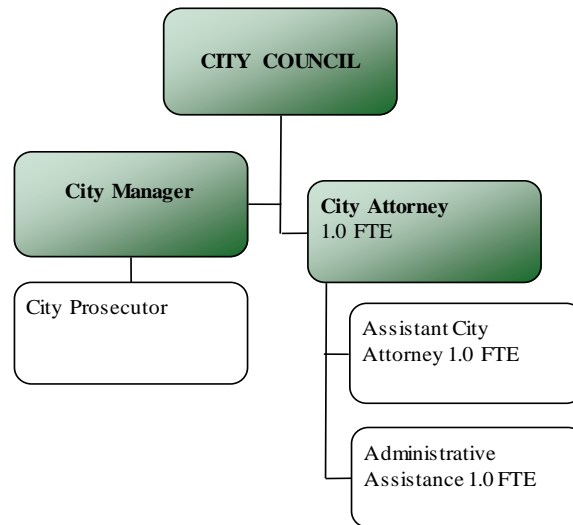 CITY COUNCIL
City Manager
City Attorney
1.0 FTE
City Prosecutor
Assistant City
Attorney 1.0 FTE
Administrative
Assistance 1.0 FTE